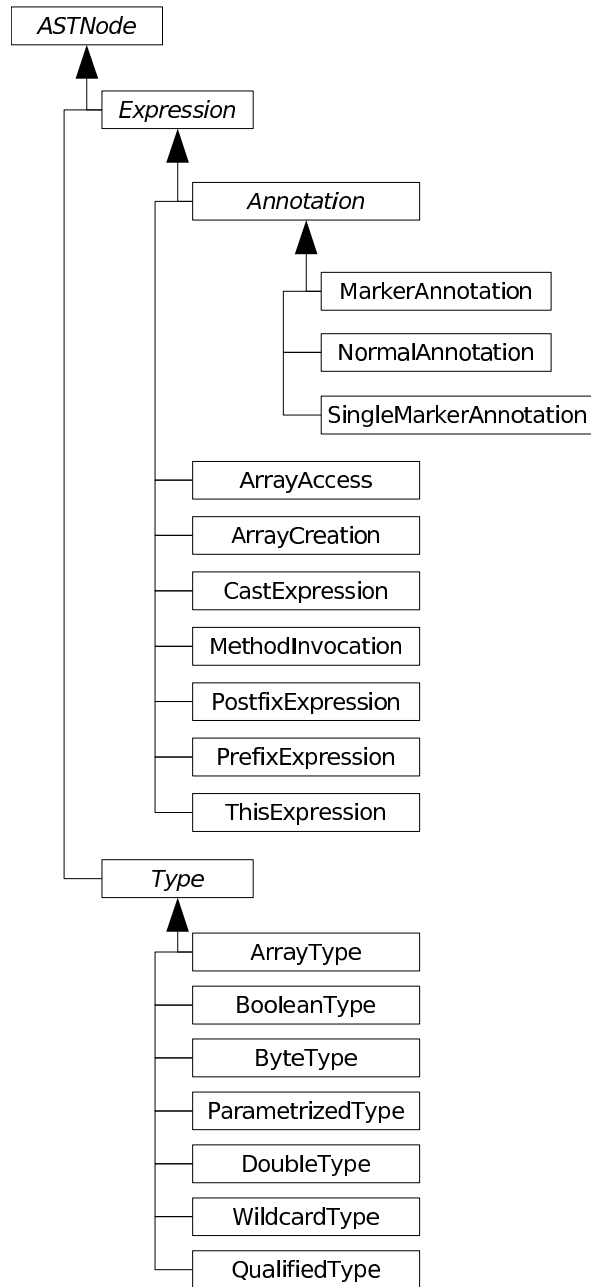 ASTNode
Expression
Annotation
MarkerAnnotation
NormalAnnotation
SingleMarkerAnnotation
ArrayAccess
ArrayCreation
CastExpression
MethodInvocation
PostfixExpression
PrefixExpression
ThisExpression
Type
ArrayType
BooleanType
ByteType
ParametrizedType
DoubleType
WildcardType
QualifiedType